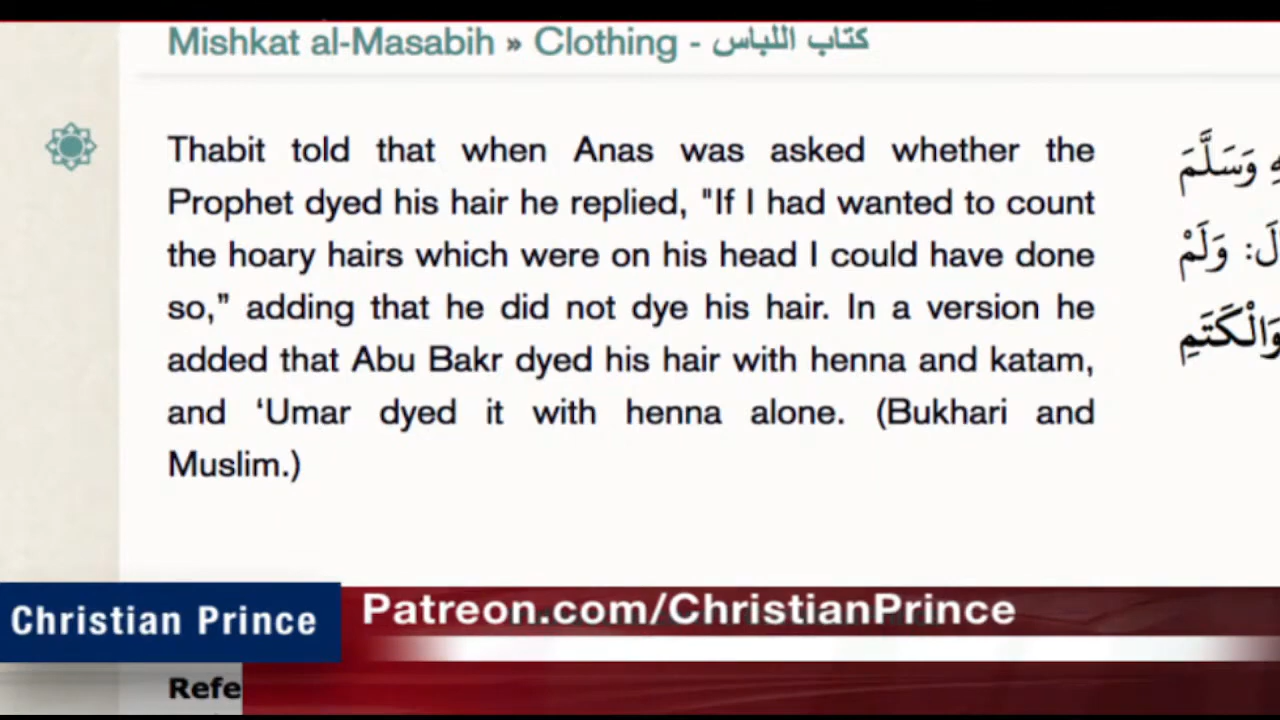 Mishkat al-Masabih » Clothing - كتاب اللباس
Thabit told that when Anas was asked whether the
Prophet dyed his hair he replied, "If I had wanted to count
the hoary hairs which were on his head I could have done
so,” adding that he did not dye his hair. In a version he
added that Abu Bakr dyed his hair with henna and katam,
and ‘Umar dyed it with henna alone. (Bukhari and
Muslim.)
وَسَلَّمَ
وَلَمْ
وَالْكَتَمِ
Christian Prince
Patreon.com/ChristianPrince
Refe